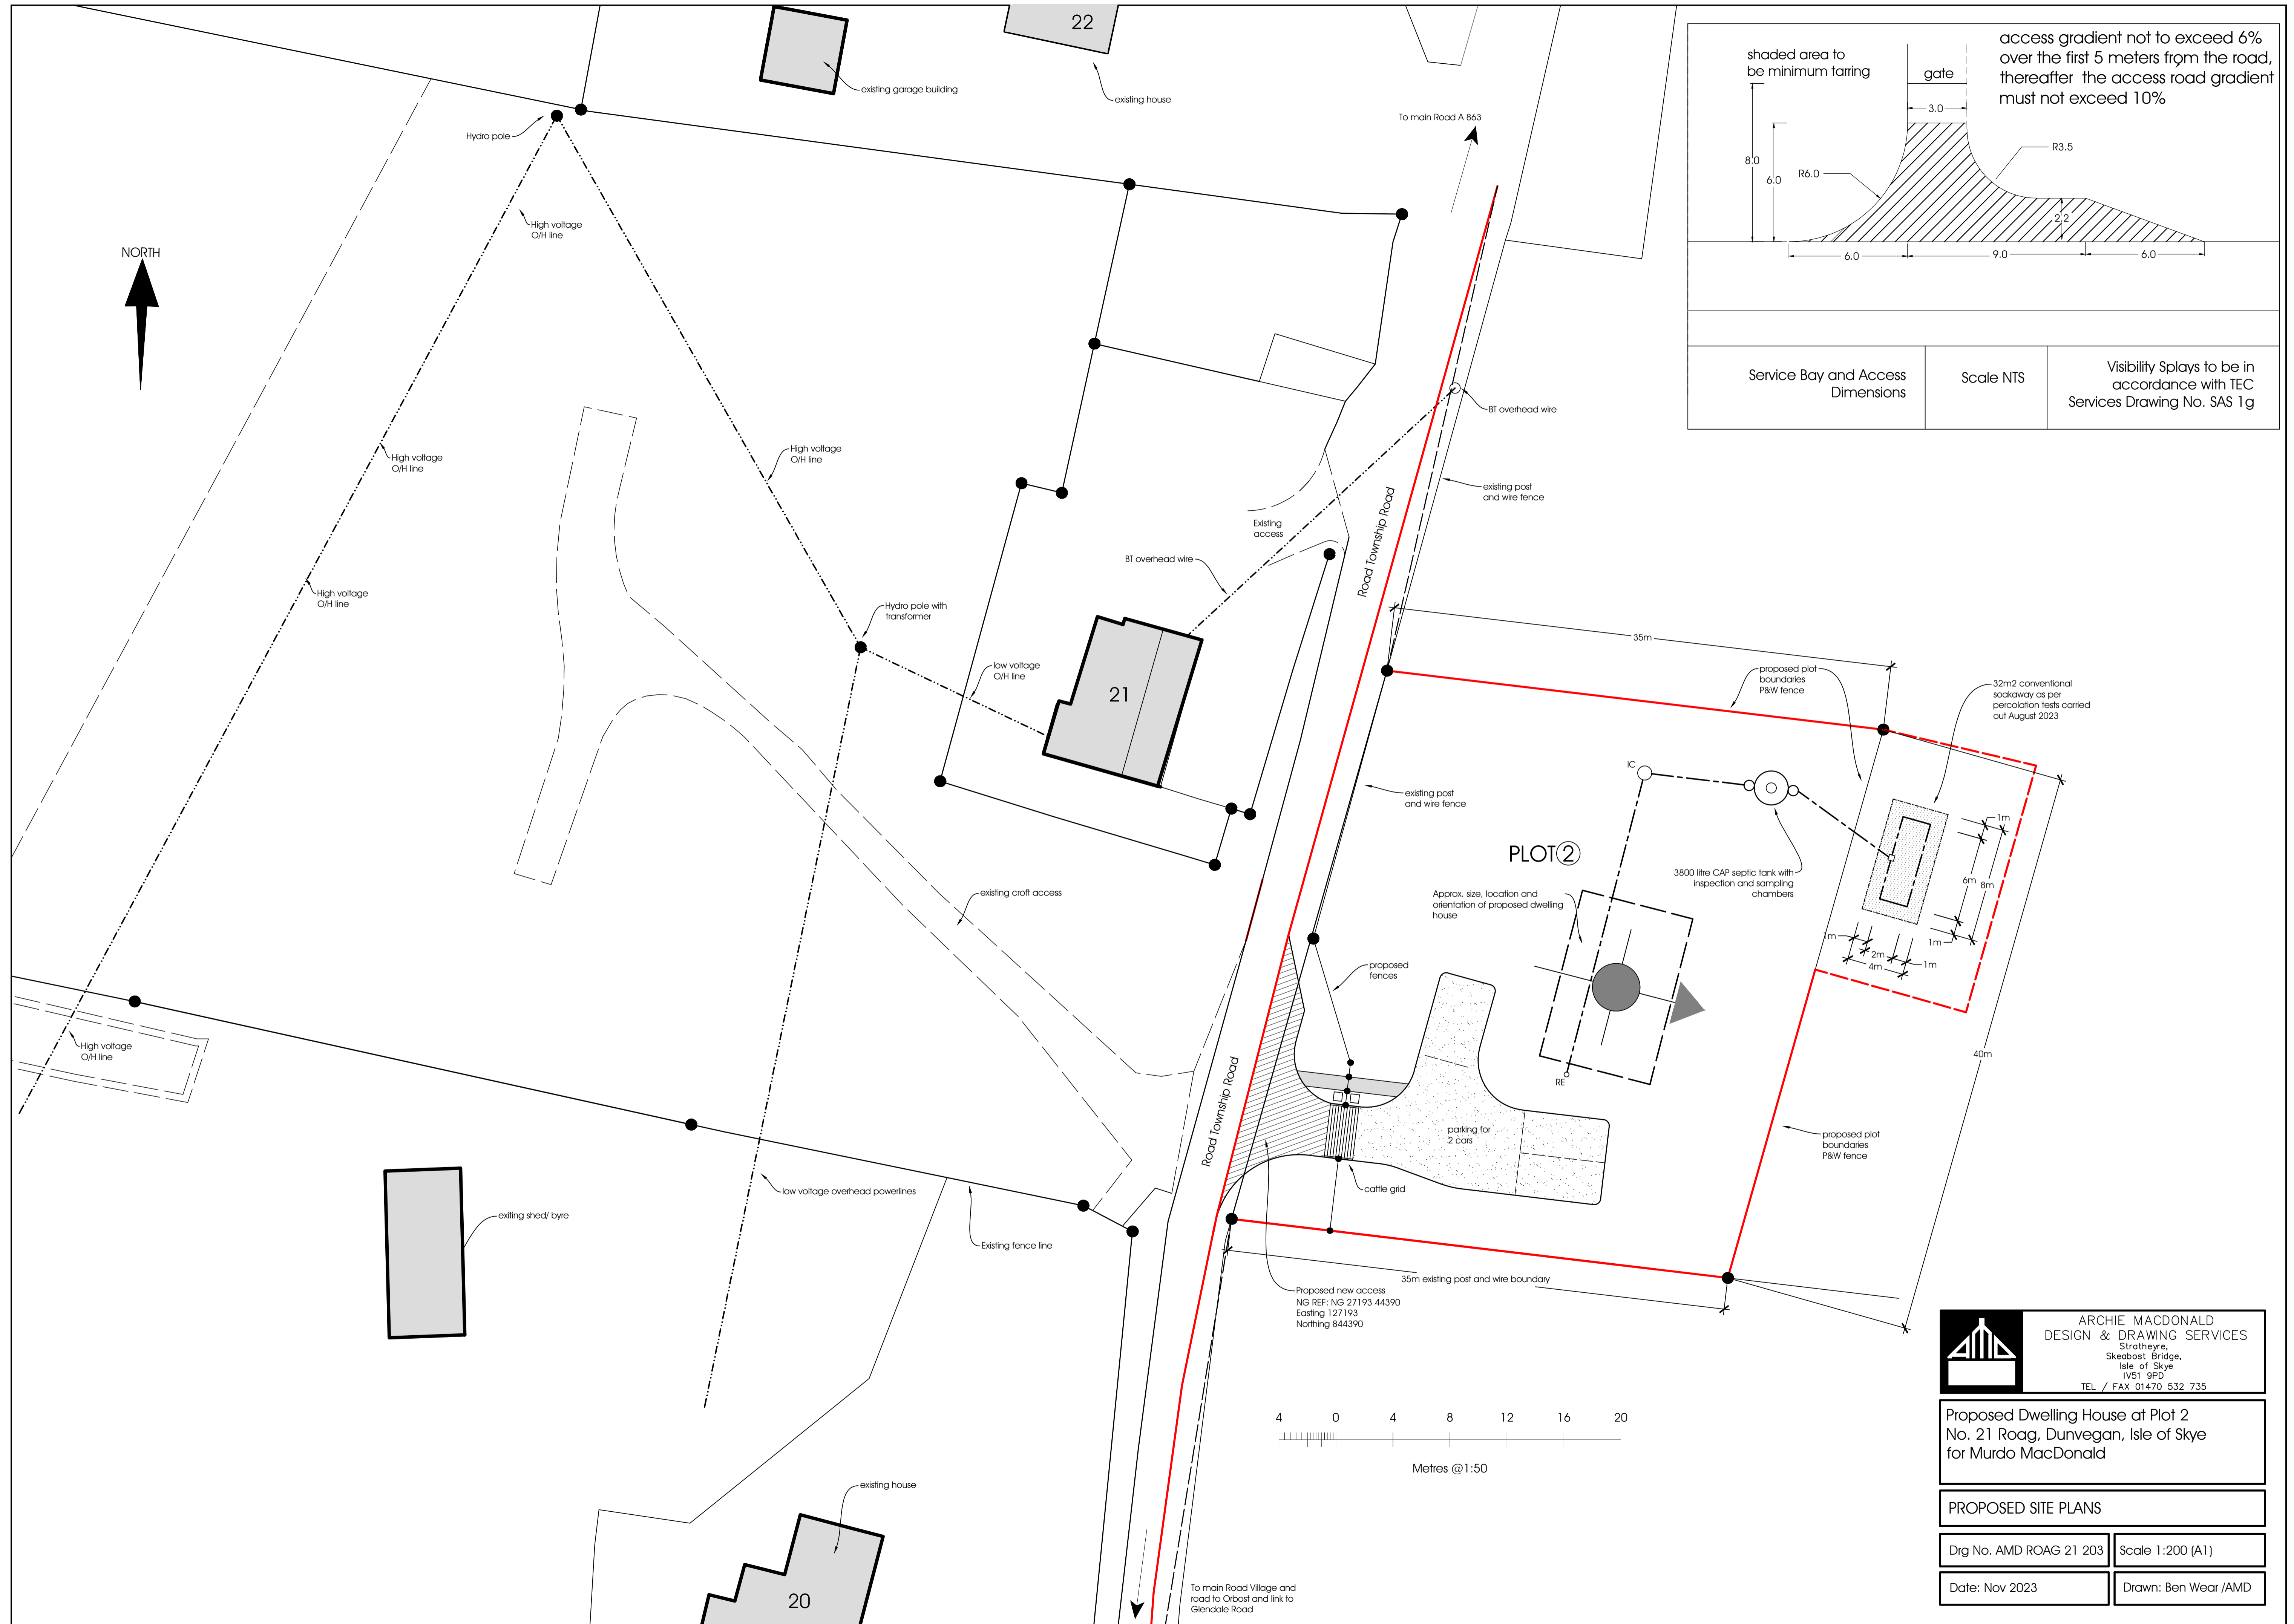 22
existing garage building
existing house
Hydro pole
To main Road A 863
NORTH
High voltage
O/H line
High voltage
O/H line
High voltage
O/H line
High voltage
O/H line
High voltage
O/H line
BT overhead wire
existing post
and wire fence
Existing
access
BT overhead wire
Road Township Road
Hydro pole with
transformer
low voltage
O/H line
21
existing post
and wire fence
existing croft access
Road Township Road
low voltage overhead powerlines
exiting shed/ byre
Existing fence line
existing house
20
To main Road Village and
road to Orbost and link to
Glendale Road
35m
proposed plot
boundaries
P&W fence
32m2 conventional
soakaway as per
percolation tests carried
out August 2023
IC
PLOT 2
3800 litre CAP septic tank with
inspection and sampling
chambers
Approx. size, location and
orientation of proposed dwelling
house
1m
6m
8m
1m
1m
2m
1m
4m
proposed
fences
RE
40m
parking for
2 cars
proposed plot
boundaries
P&W fence
cattle grid
35m existing post and wire boundary
Proposed new access
NG REF: NG 27193 44390
Easting 127193
Northing 844390
4 0 4 8 12 16 20
Metres @1:50
shaded area to
be minimum tarring
gate
access gradient not to exceed 6%
over the first 5 meters from the road,
thereafter the access road gradient
must not exceed 10%
3.0
8.0
6.0
R6.0
R3.5
2.2
6.0
9.0
6.0
Service Bay and Access
Dimensions
Scale NTS
Visibility Splays to be in
accordance with TEC
Services Drawing No. SAS 1g
AMD
ARCHIE MACDONALD
DESIGN & DRAWING SERVICES
Stratheyre,
Skeabost Bridge,
Isle of Skye
IV51 9PD
TEL / FAX 01470 532 735
Proposed Dwelling House at Plot 2
No. 21 Roag, Dunvegan, Isle of Skye
for Murdo MacDonald
PROPOSED SITE PLANS
Drg No. AMD ROAG 21 203
Scale 1:200 (A1)
Date: Nov 2023
Drawn: Ben Wear /AMD